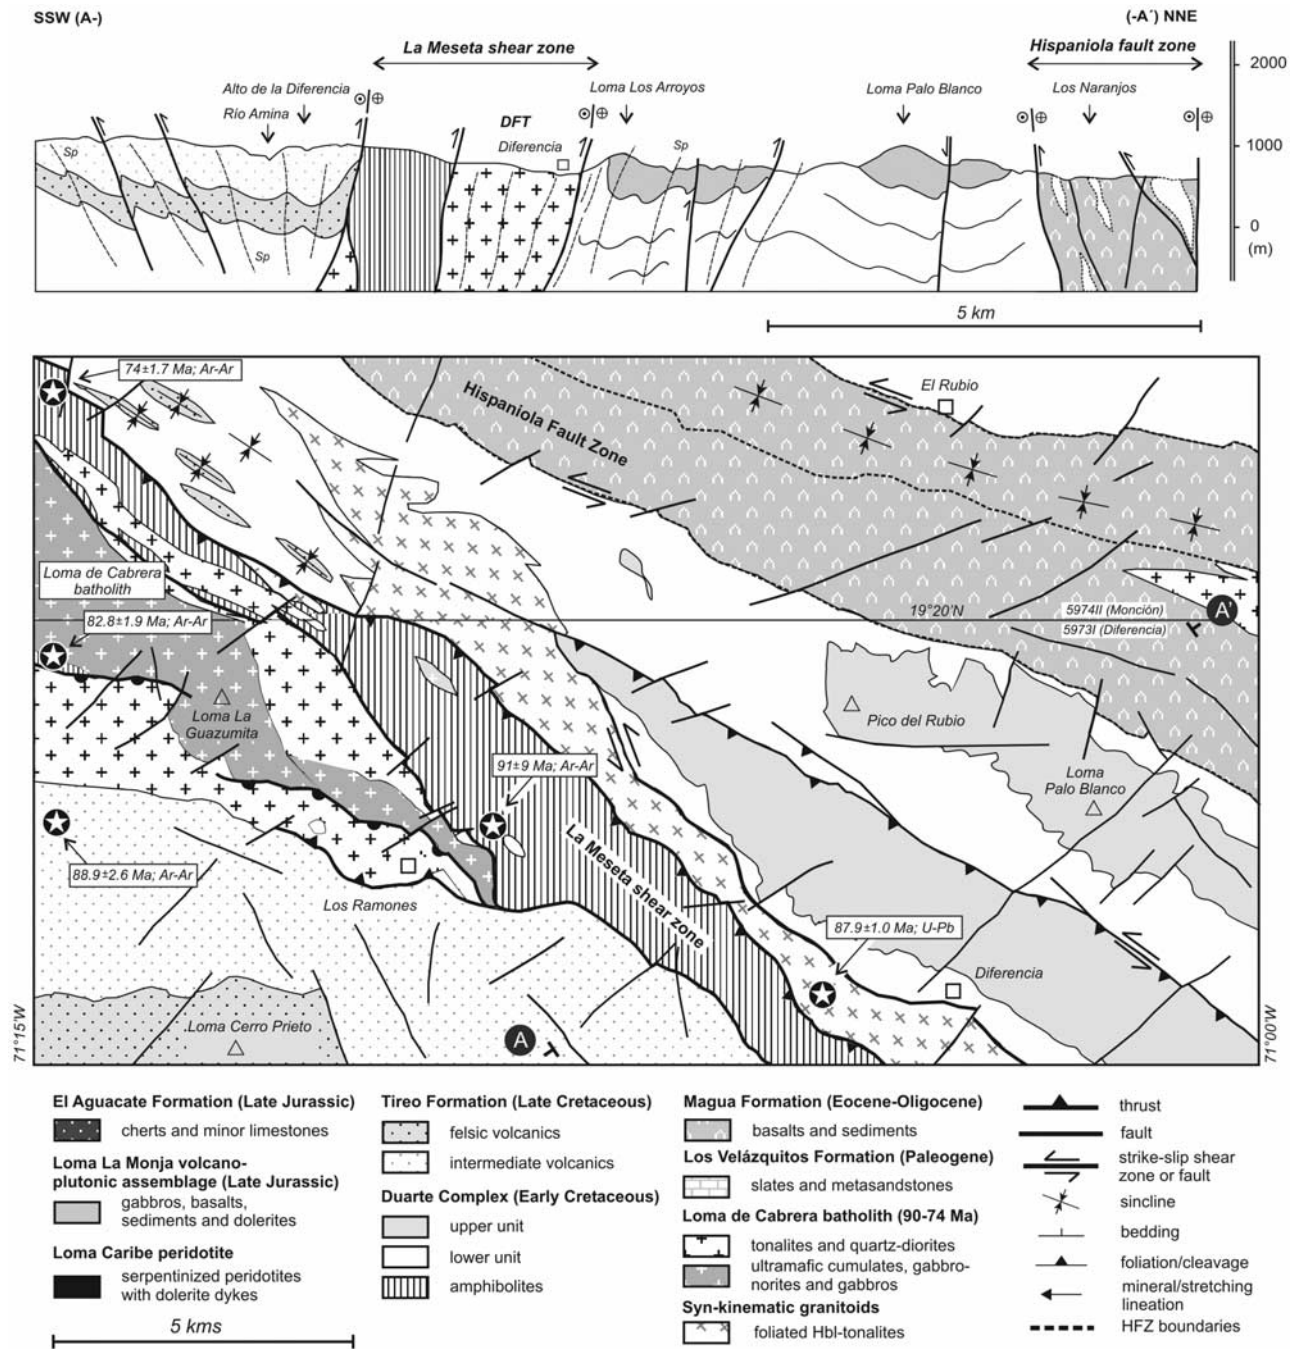 SSW (A-)
(-A´) NNE
La Meseta shear zone
Hispaniola fault zone
2000
Alto de la Diferencia
Loma Los Arroyos
Loma Palo Blanco
Los Naranjos
Río Amina
DFT
Diferencia
Sp
Sp
1000
0
Sp
(m)
5 km
74±1.7 Ma; Ar-Ar
El Rubio
Hispaniola Fault Zone
Loma de Cabrera
batholith
82.8±1.9 Ma; Ar-Ar
19°20'N
5974II (Monción)
5973I (Diferencia)
A'
Loma La
Guazumita
Pico del Rubio
91±9 Ma; Ar-Ar
Loma
Palo Blanco
88.9±2.6 Ma; Ar-Ar
La Meseta shear zone
Los Ramones
87.9±1.0 Ma; U-Pb
Diferencia
Loma Cerro Prieto
A
71°15'W
71°00'W
El Aguacate Formation (Late Jurassic)
cherts and minor limestones
Loma La Monja volcano-
plutonic assemblage (Late Jurassic)
gabbros, basalts,
sediments and dolerites
Loma Caribe peridotite
serpentinized peridotites
with dolerite dykes
5 kms
Tireo Formation (Late Cretaceous)
felsic volcanics
intermediate volcanics
Duarte Complex (Early Cretaceous)
upper unit
lower unit
amphibolites
Magua Formation (Eocene-Oligocene)
basalts and sediments
Los Velázquitos Formation (Paleogene)
slates and metasandstones
Loma de Cabrera batholith (90-74 Ma)
tonalites and quartz-diorites
ultramafic cumulates, gabbro-
norites and gabbros
Syn-kinematic granitoids
foliated Hbl-tonalites
thrust
fault
strike-slip shear
zone or fault
sincline
bedding
foliation/cleavage
mineral/stretching
lineation
HFZ boundaries